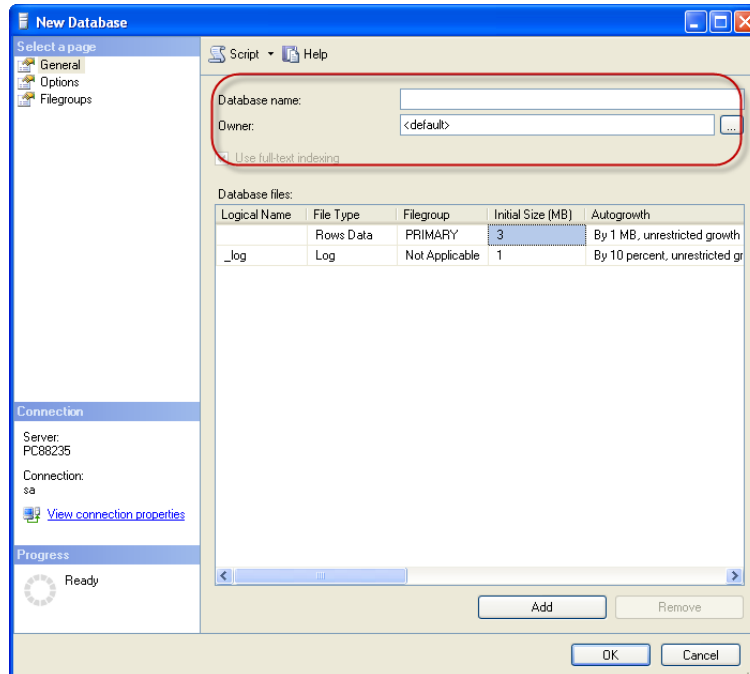 New Database
Select a page
General
Options
Filegroups
Script Help
Database name:
Owner: <default> ...
Use full-text indexing
Database files:
Logical Name File Type Filegroup Initial Size (MB) Autogrowth
Rows Data PRIMARY 3 By 1 MB, unrestricted growth
_log Log Not Applicable 1 By 10 percent, unrestricted gr
Connection
Server:
PC88235
Connection:
sa
View connection properties
Progress
Ready
Add Remove
OK Cancel